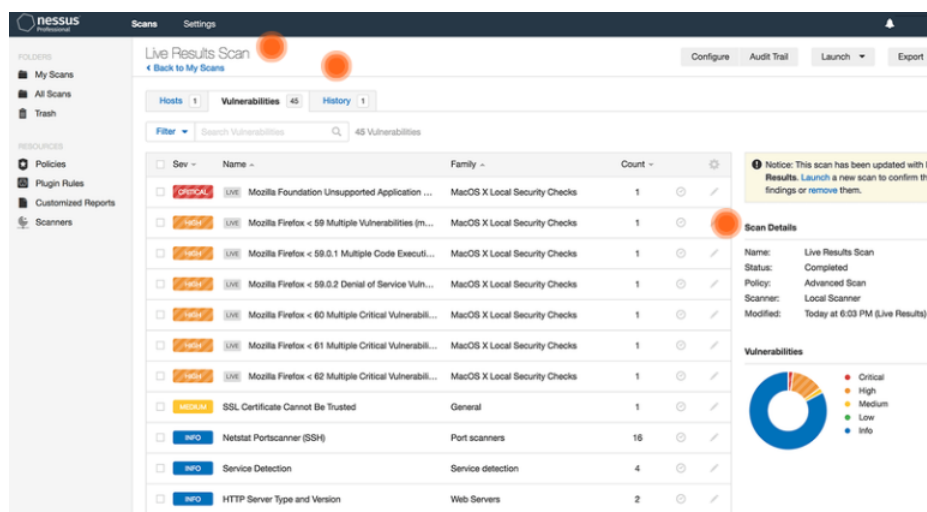 nessus
Professional
Scans Settings
FOLDERS
My Scans
All Scans
Trash
RESOURCES
Policies
Plugin Rules
Customized Reports
Scanners
Live Results Scan
Back to My Scans
Configure Audit Trail Launch Export
Hosts 1 Vulnerabilities 45 History 1
Filter Search Vulnerabilities 45 Vulnerabilities
Sev Name Family Count
CRITICAL LIVE Mozilla Foundation Unsupported Application ... MacOS X Local Security Checks 1
HIGH LIVE Mozilla Firefox < 59 Multiple Vulnerabilities (m... MacOS X Local Security Checks 1
HIGH LIVE Mozilla Firefox < 59.0.1 Multiple Code Executi... MacOS X Local Security Checks 1
HIGH LIVE Mozilla Firefox < 59.0.2 Denial of Service Vuln... MacOS X Local Security Checks 1
HIGH LIVE Mozilla Firefox < 60 Multiple Critical Vulnerabili... MacOS X Local Security Checks 1
HIGH LIVE Mozilla Firefox < 61 Multiple Critical Vulnerabili... MacOS X Local Security Checks 1
HIGH LIVE Mozilla Firefox < 62 Multiple Critical Vulnerabili... MacOS X Local Security Checks 1
MEDIUM SSL Certificate Cannot Be Trusted General 1
INFO Netstat Portscanner (SSH) Port scanners 16
INFO Service Detection Service detection 4
INFO HTTP Server Type and Version Web Servers 2
Notice: This scan has been updated with
Results. Launch a new scan to confirm th
findings or remove them.
Scan Details
Name: Live Results Scan
Status: Completed
Policy: Advanced Scan
Scanner: Local Scanner
Modified: Today at 6:03 PM (Live Results)
Vulnerabilities
Critical
High
Medium
Low
Info